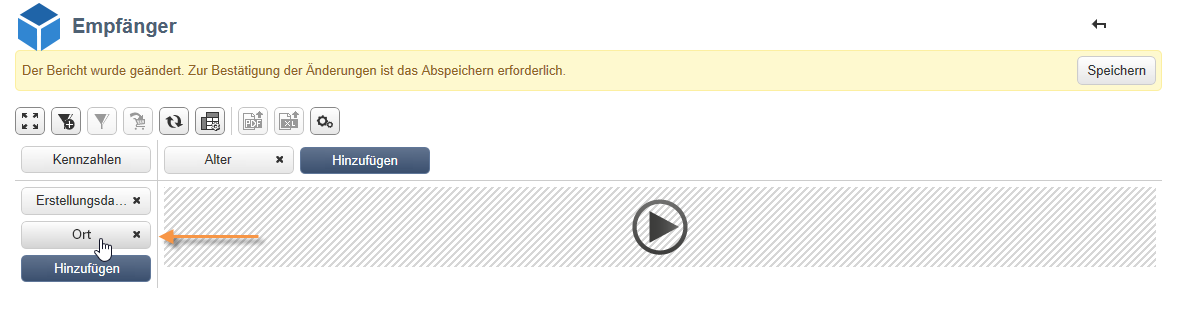 Empfänger
Der Bericht wurde geändert. Zur Bestätigung der Änderungen ist das Abspeichern erforderlich.
Speichern
PDF
XL
Kennzahlen
Alter
Hinzufügen
Erstellungsda...
Ort
Hinzufügen